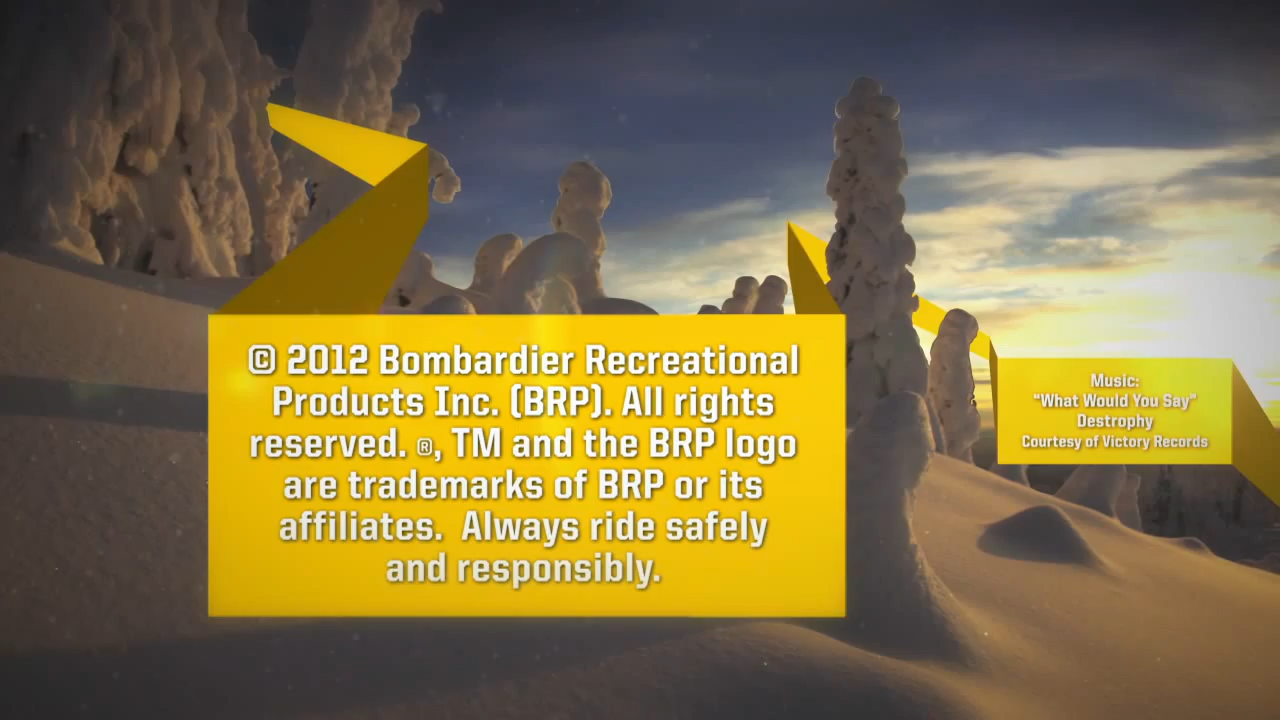 © 2012 Bombardier Recreational
Products Inc. (BRP). All rights
reserved. ®, TM and the BRP logo
are trademarks of BRP or its
affiliates.  Always ride safely
and responsibly.
Music:
"What Would You Say"
Destrophy
Courtesy of Victory Records